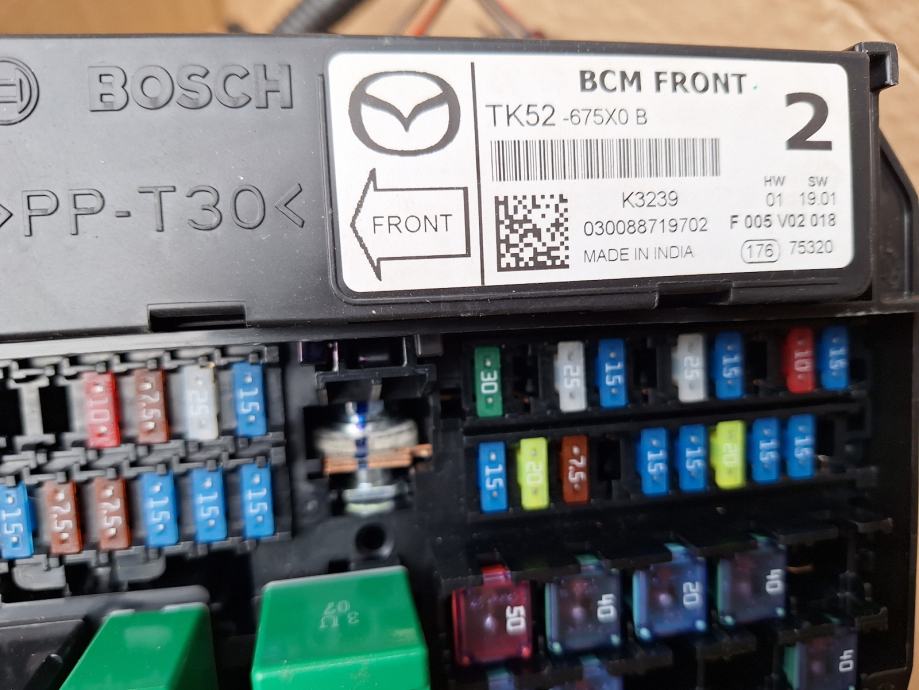 BOSCH
>PP-T30<
BCM FRONT
TK52 -675X0 B
2
FRONT
K3239
030088719702
MADE IN INDIA
HW SW
01 19.01
F 005 V02 018
176 75320
30 25 15 25 15 10 15
10 7.5 25 15
15 20 7.5 15 15 20 15 15
15 7.5 7.5 15 15 15
50 40 20 40
40